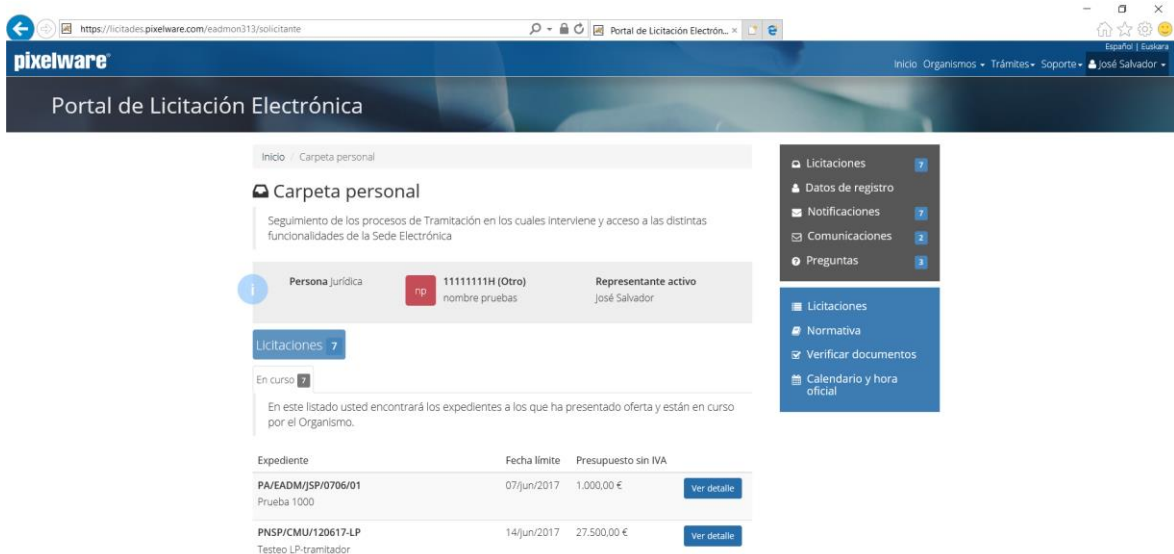 https://licitades.pixelware.com/eadmon313/solicitante
Portal de Licitación Electrón...
Español | Euskara
pixelware
Inicio Organismos Trámites Soporte José Salvador
Portal de Licitación Electrónica
Inicio / Carpeta personal
Carpeta personal
Seguimiento de los procesos de Tramitación en los cuales interviene y acceso a las distintas
funcionalidades de la Sede Electrónica
Persona Jurídica
np
11111111H (Otro)
nombre pruebas
Representante activo
José Salvador
Licitaciones 7
En curso 7
En este listado usted encontrará los expedientes a los que ha presentado oferta y están en curso
por el Organismo.
Expediente Fecha límite Presupuesto sin IVA
PA/EADM/JSP/0706/01 07/jun/2017 1.000,00 € Ver detalle
Prueba 1000
PNSP/CMU/120617-LP 14/jun/2017 27.500,00 € Ver detalle
Testeo LP-tramitador
Licitaciones 7
Datos de registro
Notificaciones 7
Comunicaciones 2
Preguntas 3
Licitaciones
Normativa
Verificar documentos
Calendario y hora
oficial